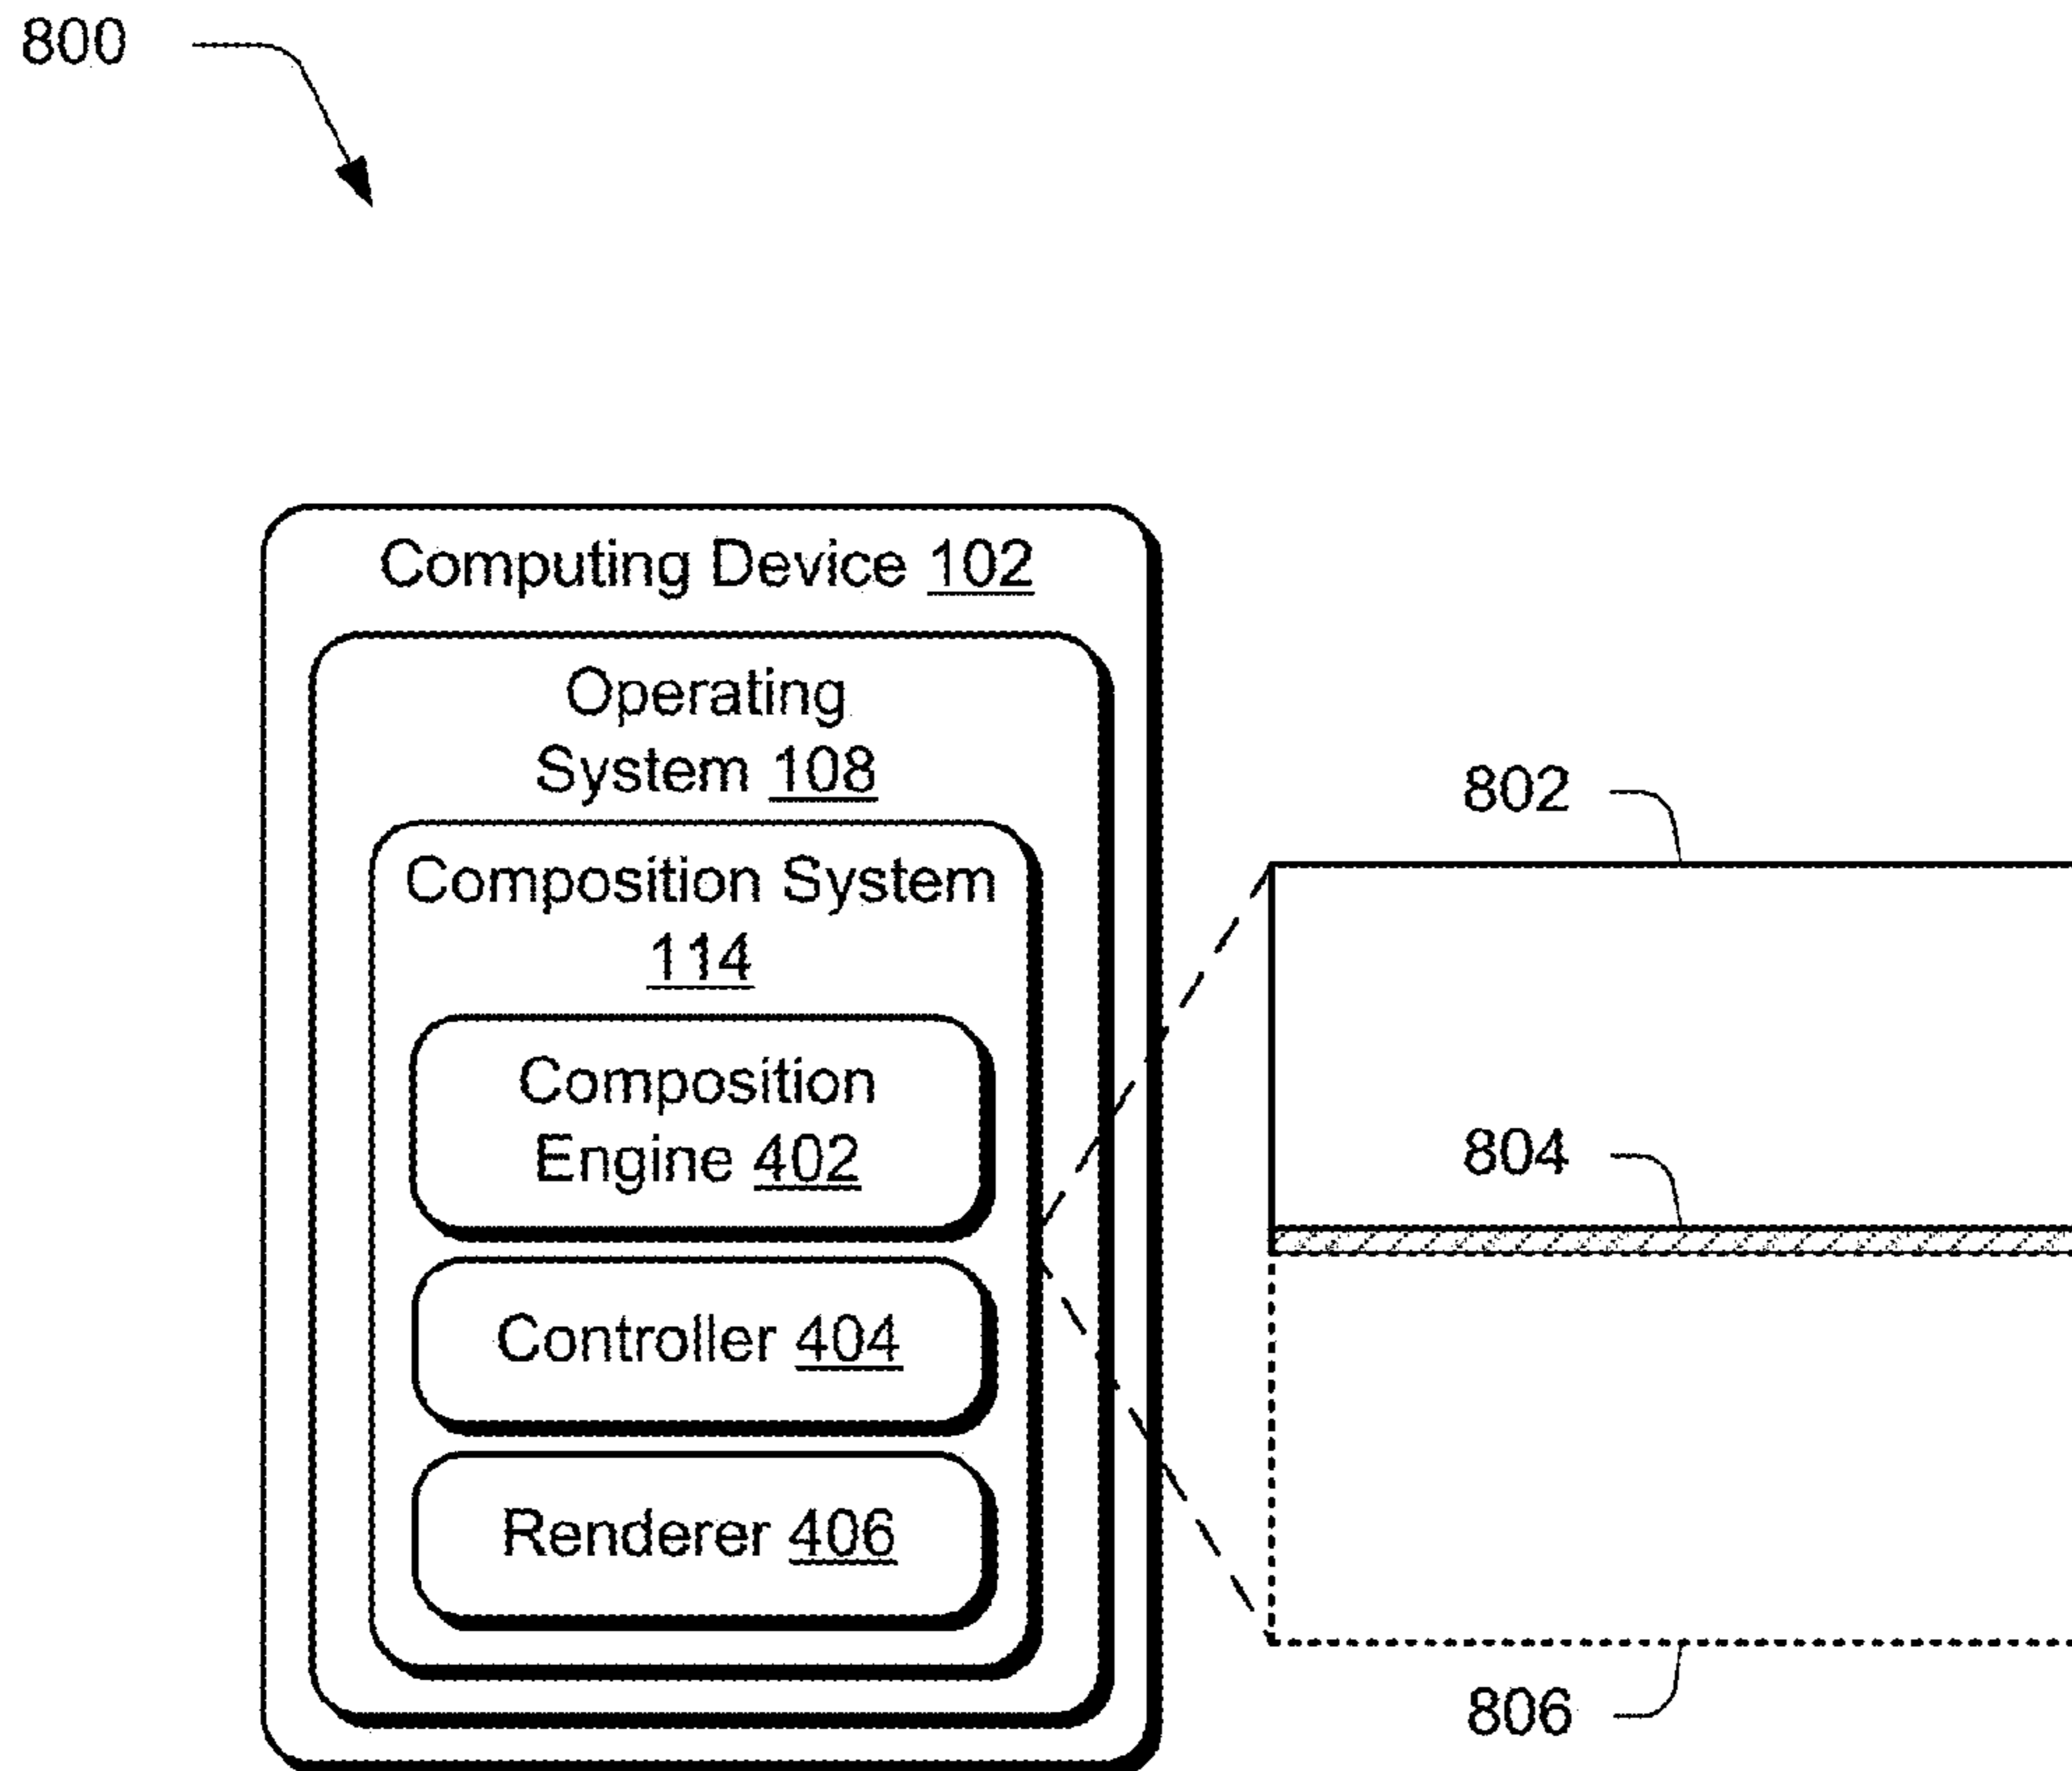 800
Computing Device 102
Operating
System 108
802
Composition System
114
Composition
Engine 402
804
Controller 404
Renderer 406
806